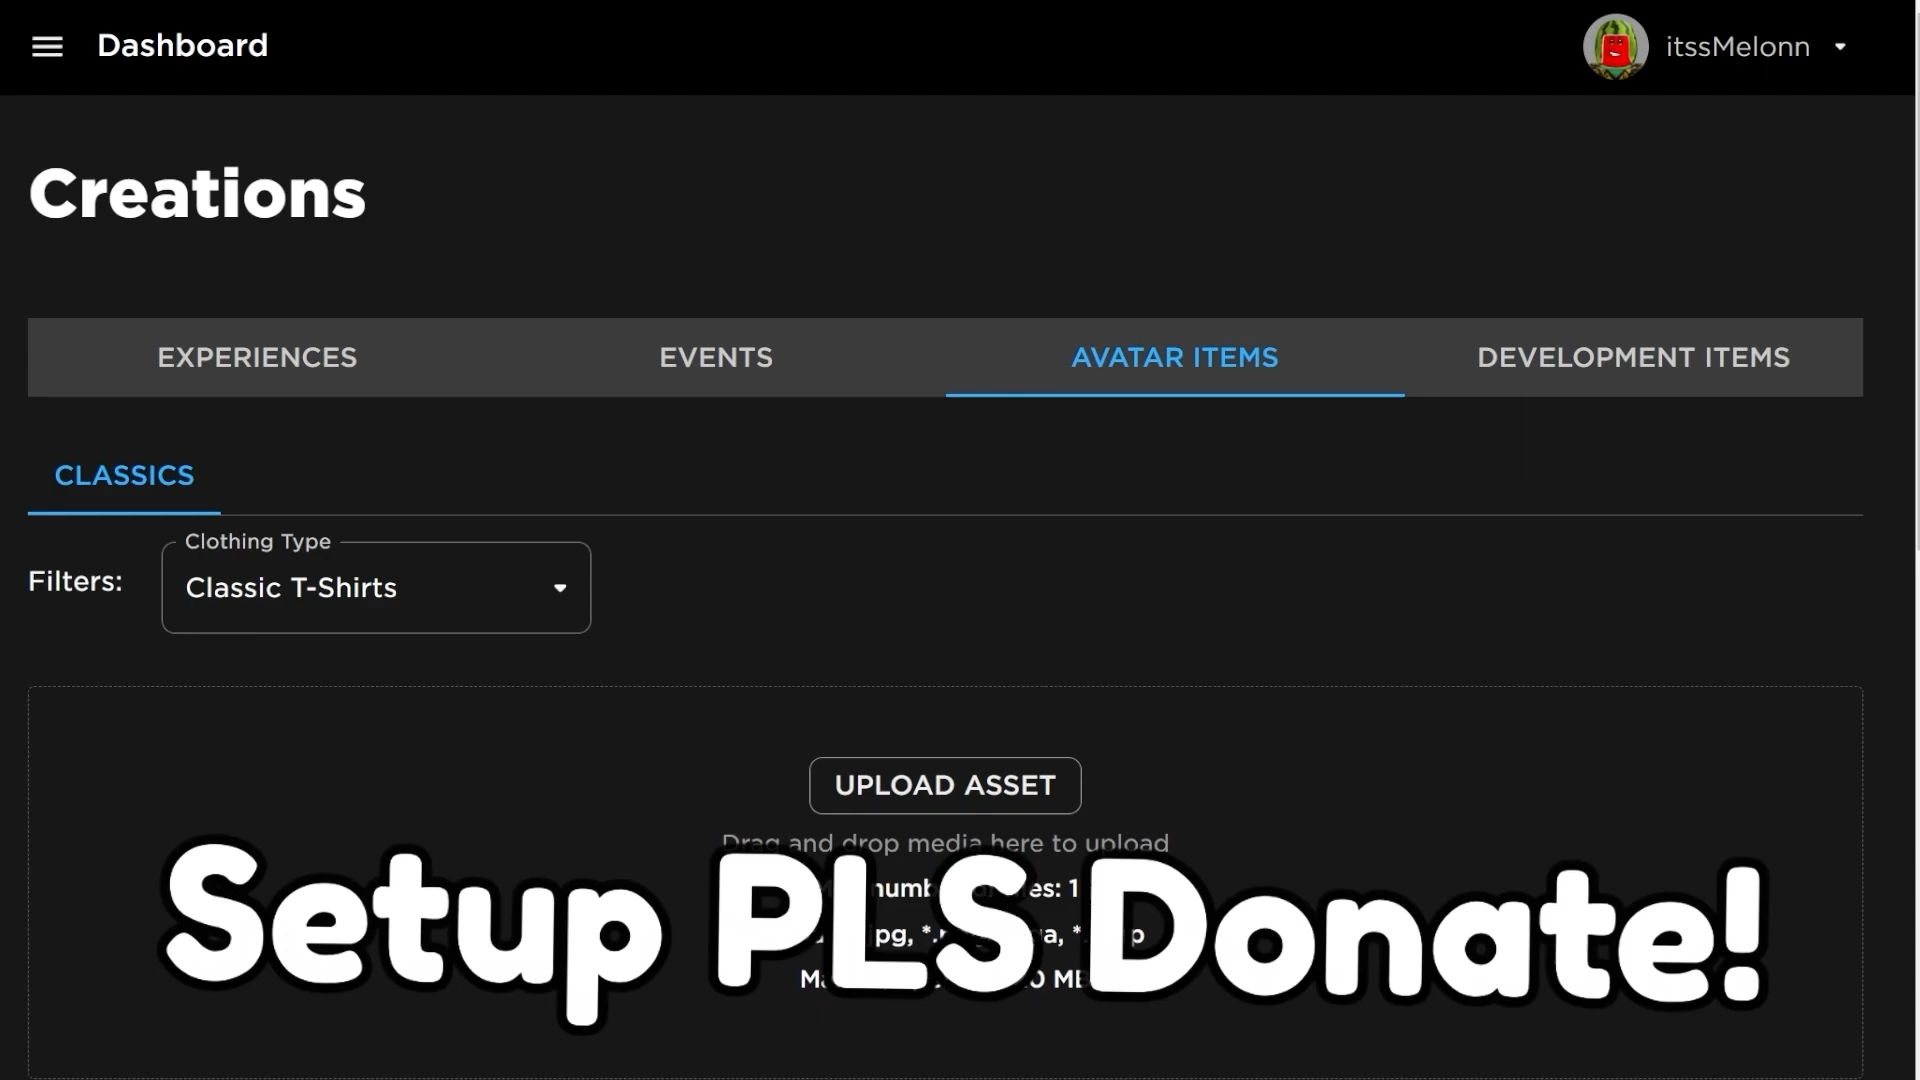 Dashboard
itssMelonn
Creations
EXPERIENCES
EVENTS
AVATAR ITEMS
DEVELOPMENT ITEMS
CLASSICS
Clothing Type
Filters:
Classic T-Shirts
UPLOAD ASSET
Drag and drop media here to upload
1
Setup PLS Donate!